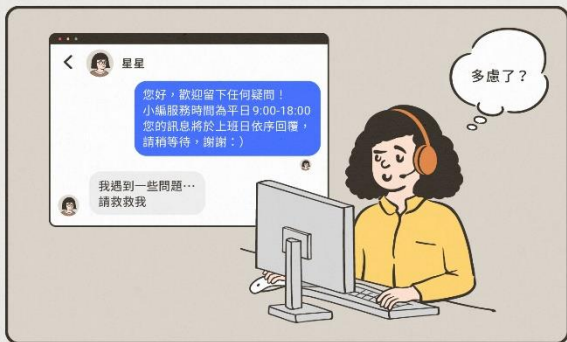 星星
您好，歡迎留下任何疑問！
小編服務時間為平日9:00-18:00
您的訊息將於上班日依序回覆，
請稍等待，謝謝：）
我遇到一些問題…
請救救我
多慮了？